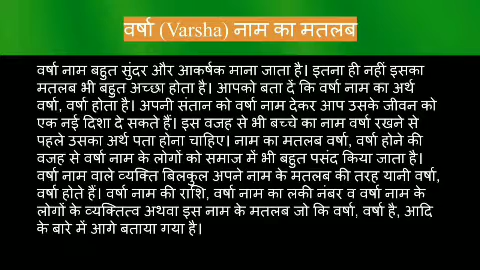 वर्षा (Varsha) नाम का मतलब
वर्षा नाम बहुत सुंदर और आकर्षक माना जाता है। इतना ही नहीं इसका
मतलब भी बहुत अच्छा होता है। आपको बता दें कि वर्षा नाम का अर्थ
वर्षा, वर्षा होता है। अपनी संतान को वर्षा नाम देकर आप उसके जीवन को
एक नई दिशा दे सकते हैं। इस वजह से भी बच्चे का नाम वर्षा रखने से
पहले उसका अर्थ पता होना चाहिए। नाम का मतलब वर्षा, वर्षा होने की
वजह से वर्षा नाम के लोगों को समाज में भी बहुत पसंद किया जाता है।
वर्षा नाम वाले व्यक्ति बिलकुल अपने नाम के मतलब की तरह यानी वर्षा,
वर्षा होते हैं। वर्षा नाम की राशि, वर्षा नाम का लकी नंबर व वर्षा नाम के
लोगों के व्यक्तित्व अथवा इस नाम के मतलब जो कि वर्षा, वर्षा है, आदि
के बारे में आगे बताया गया है।